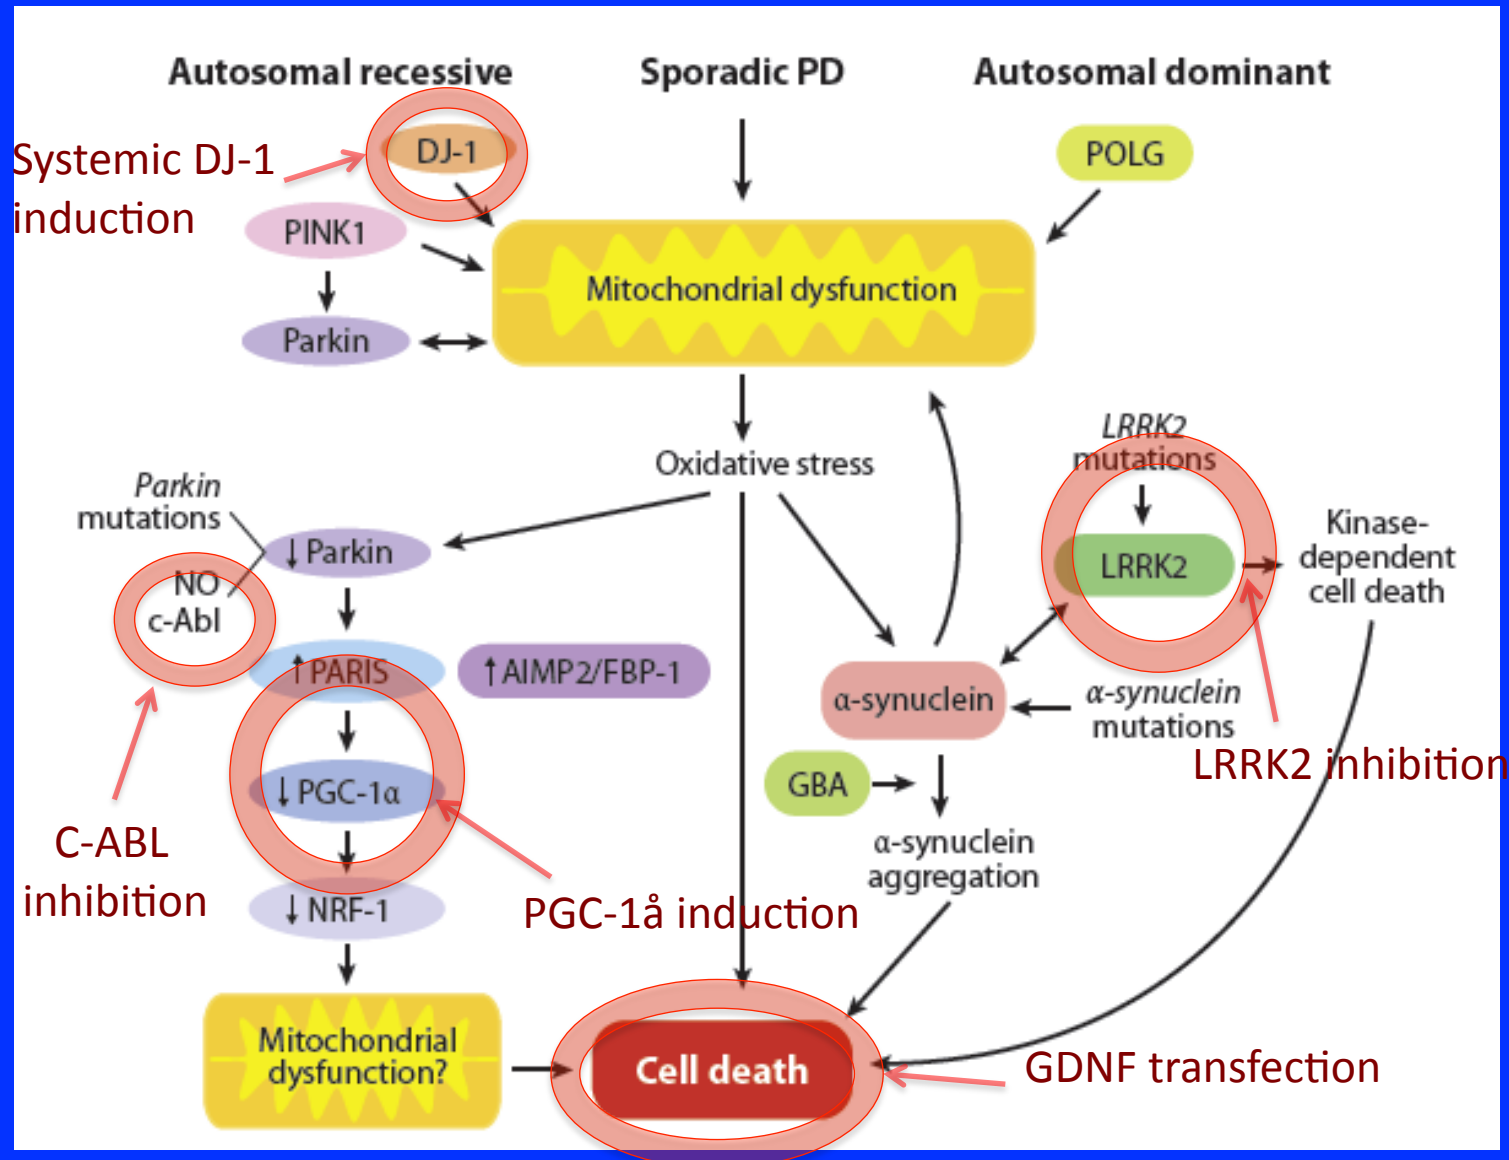 Autosomal recessive
Sporadic PD
Autosomal dominant
DJ-1
POLG
Systemic DJ-1
induction
PINK1
Mitochondrial dysfunction
Parkin
Oxidative stress
LRRK2
mutations
Parkin
mutations
↓ Parkin
NO
c-Abl
LRRK2
Kinase-
dependent
cell death
↑ PARIS
↑ AIMP2/FBP-1
α-synuclein
α-synuclein
mutations
LRRK2 inhibition
↓ PGC-1α
GBA
C-ABL
inhibition
α-synuclein
aggregation
↓ NRF-1
PGC-1å induction
Mitochondrial
dysfunction?
Cell death
GDNF transfection